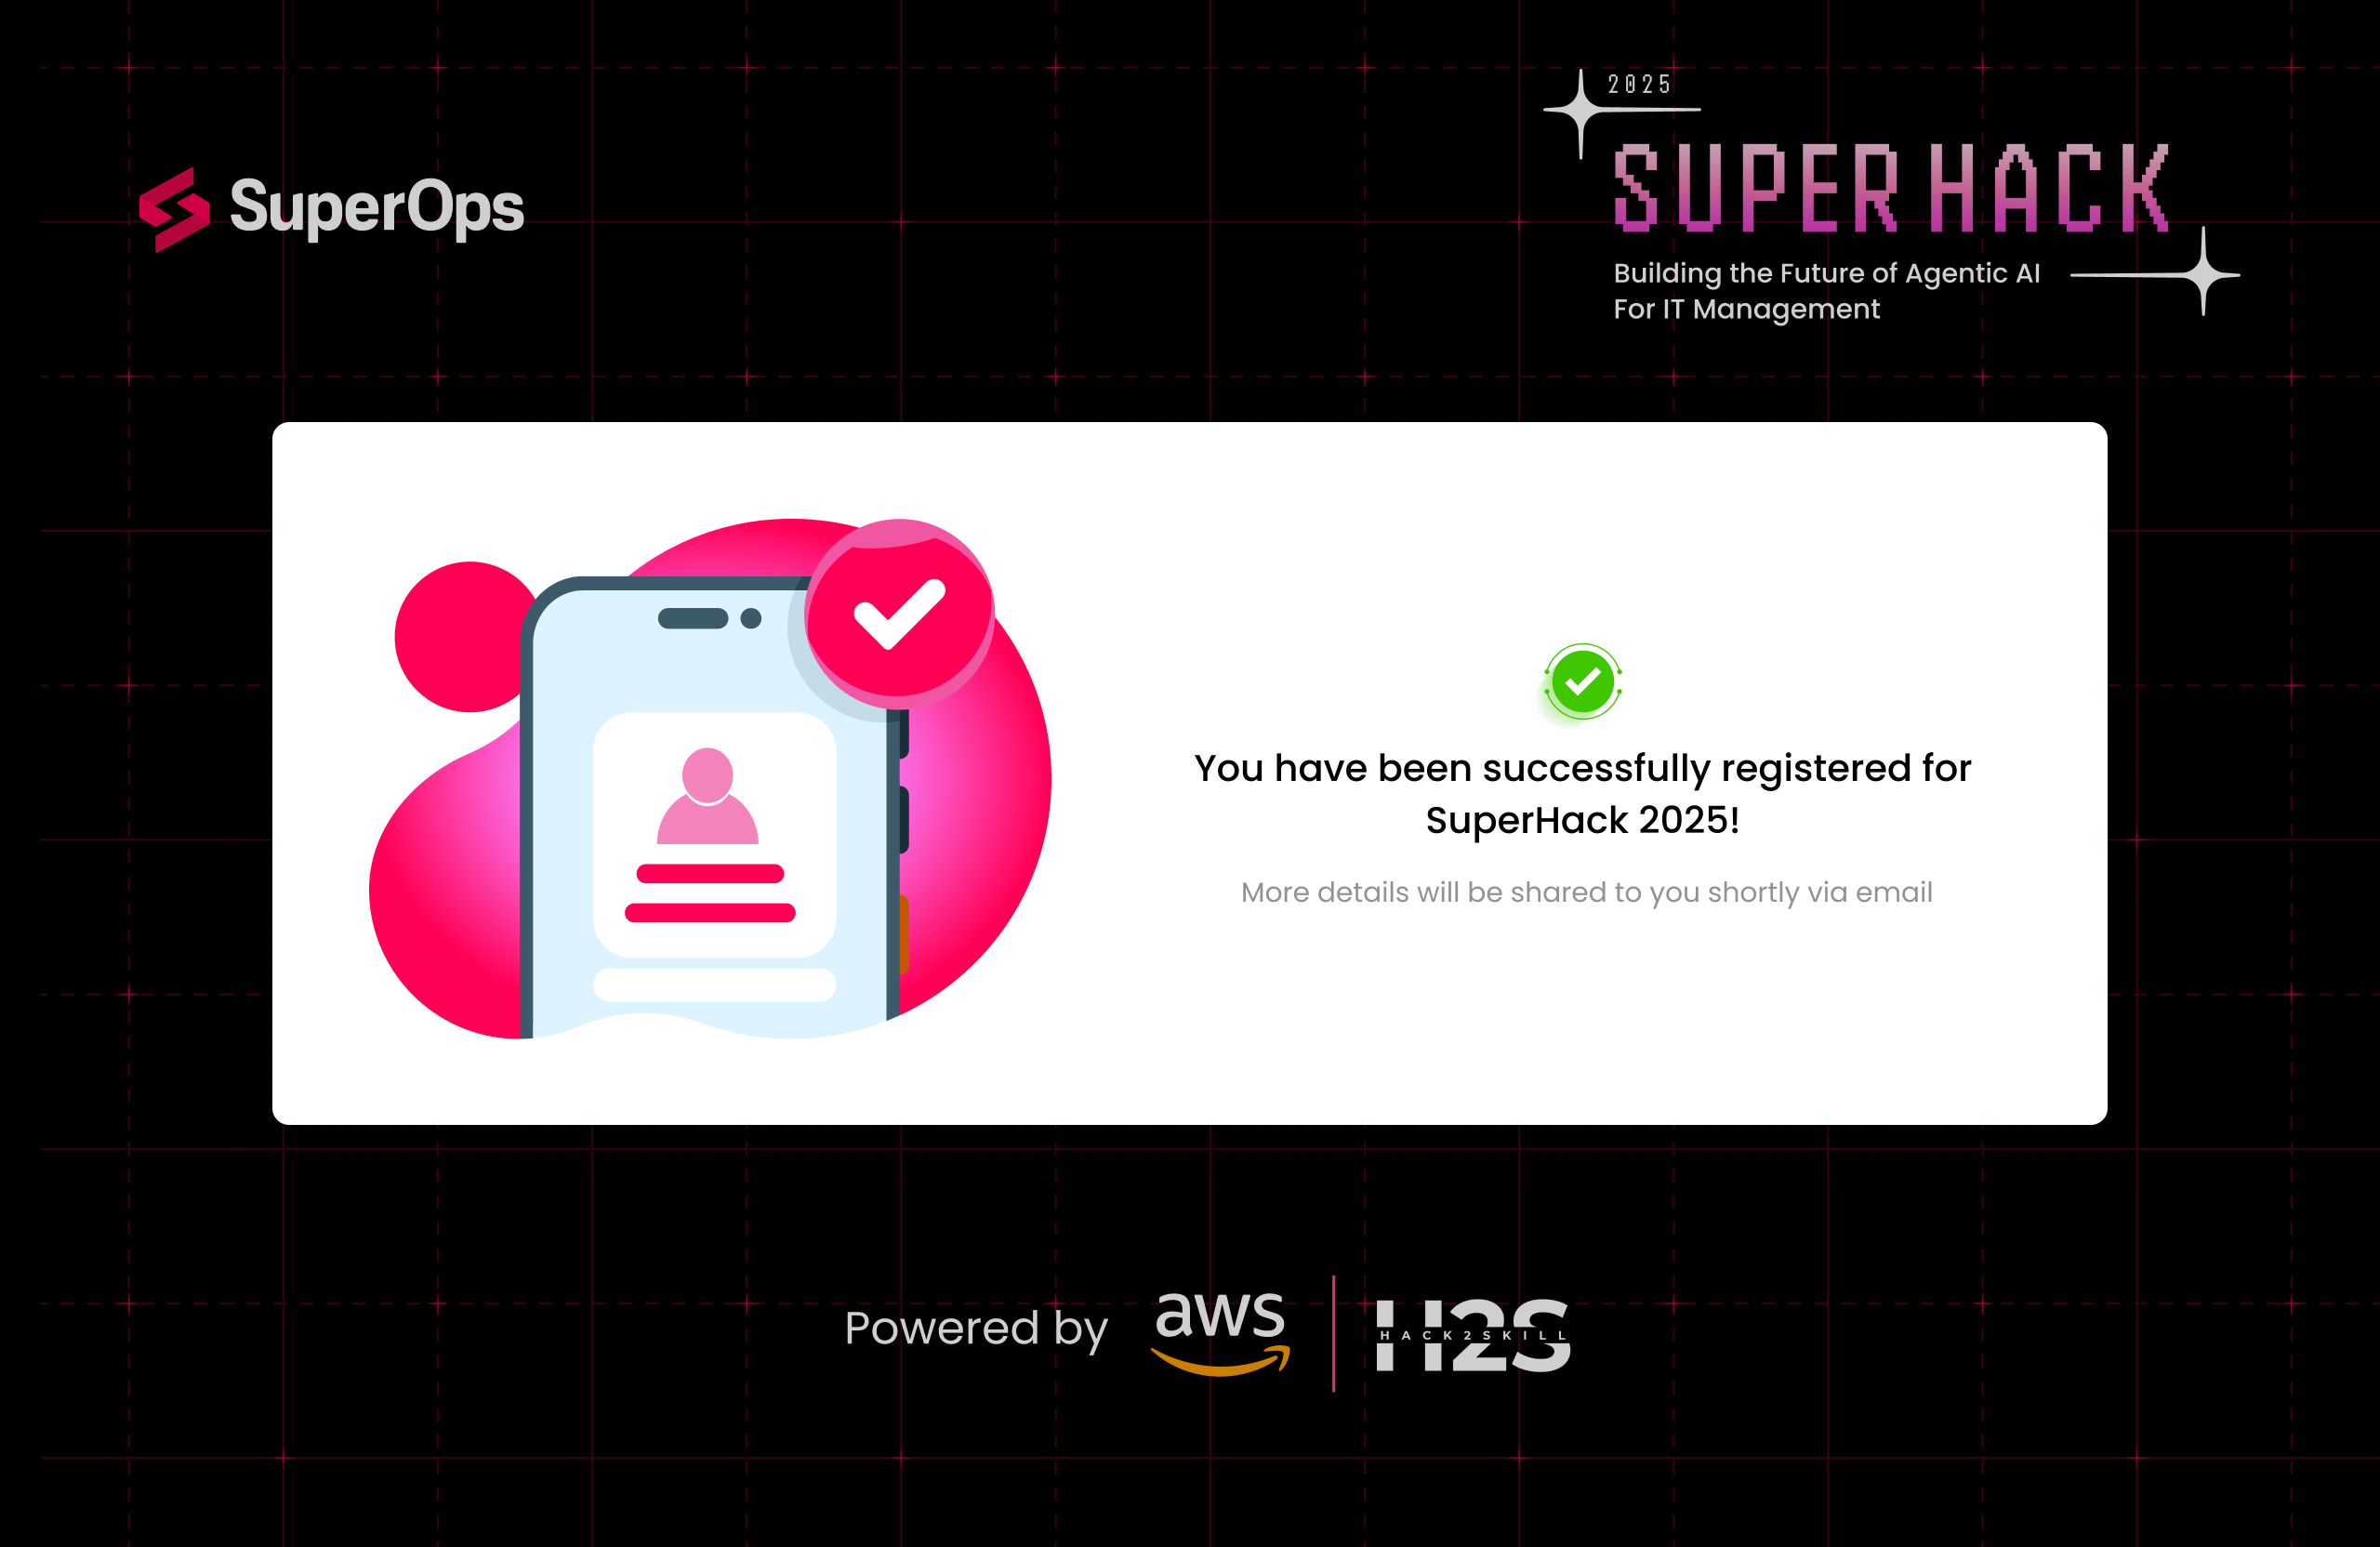 SuperOps
2025
SUPER HACK
Building the Future of Agentic AI
For IT Management
You have been successfully registered for
SuperHack 2025!
More details will be shared to you shortly via email
Powered by
aws
H2S
HACK2SKILL